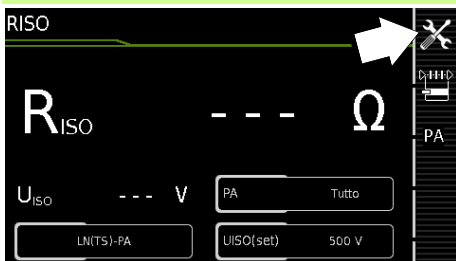 RISO
RISO - - - Ω
PA
UISO - - - V
PA Tutto
LN(TS)-PA
UISO(set) 500 V